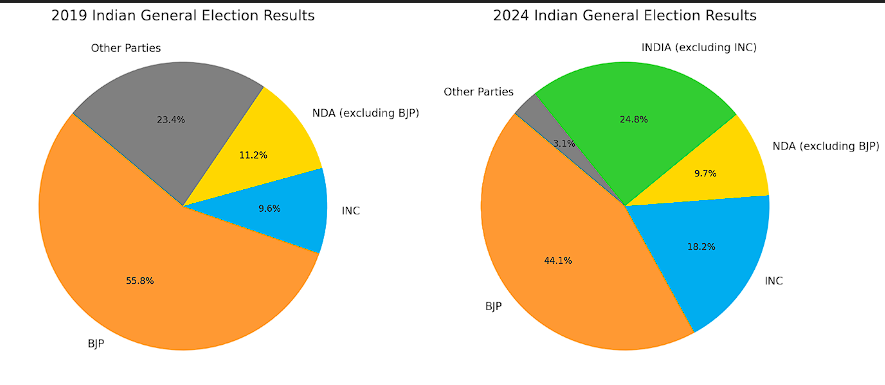 2019 Indian General Election Results
Other Parties
23.4%
NDA (excluding BJP)
11.2%
9.6%
INC
55.8%
BJP
2024 Indian General Election Results
INDIA (excluding INC)
Other Parties
24.8%
3.1%
NDA (excluding BJP)
9.7%
18.2%
44.1%
INC
BJP